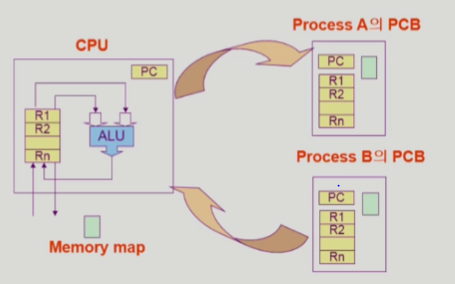 CPU
PC
R1
R2
Rn
ALU
Memory map
Process A의 PCB
PC
R1
R2
Rn
Process B의 PCB
PC
R1
R2
Rn